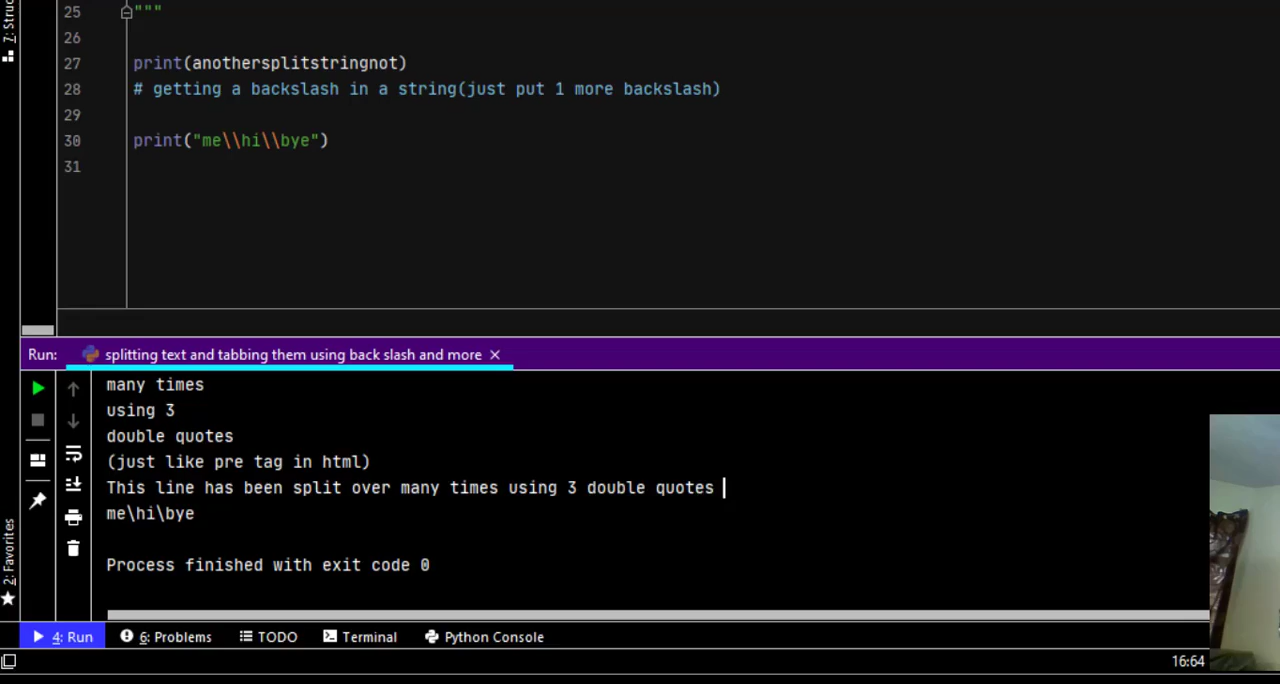 7: Struc
25 """
26
27 print(anothersplitstringnot)
28 # getting a backslash in a string(just put 1 more backslash)
29
30 print("me\\hi\\bye")
31
Run: splitting text and tabbing them using back slash and more ×
many times
using 3
double quotes
(just like pre tag in html)
This line has been split over many times using 3 double quotes
me\hi\bye
Process finished with exit code 0
2: Favorites
4: Run 6: Problems TODO Terminal Python Console
16:64